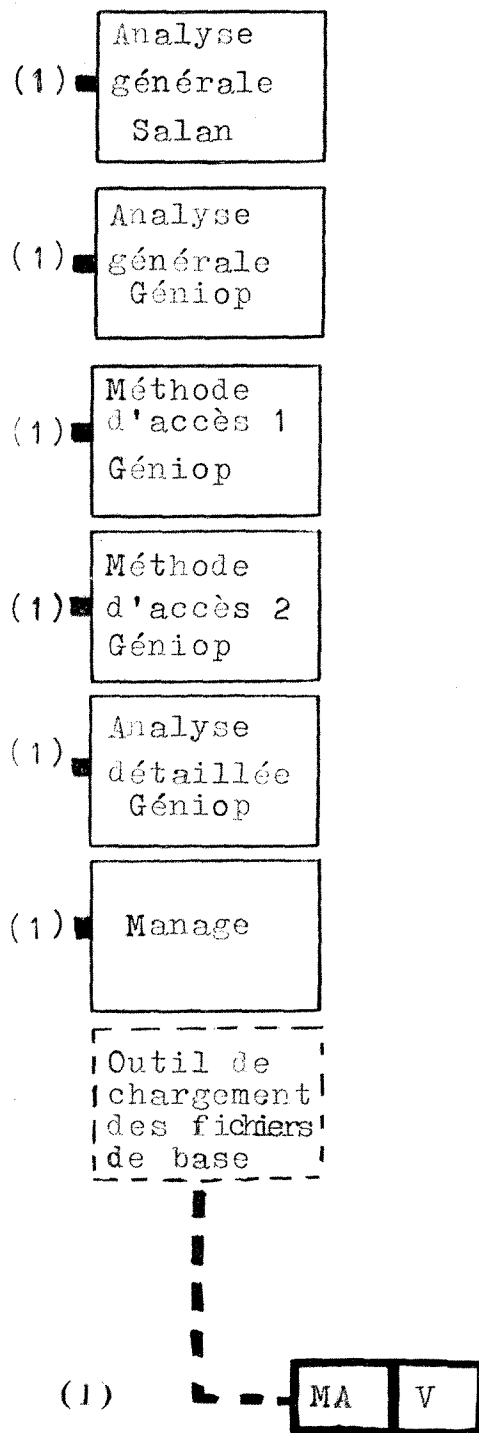 Analyse
(1) générale
Salan
Analyse
(1) générale
Géniop
Méthode
(1) d'accès 1
Géniop
Méthode
(1) d'accès 2
Géniop
Analyse
(1) détaillée
Géniop
(1) Manage
Outil de
chargement
des fichiers
de base
(1) MA V